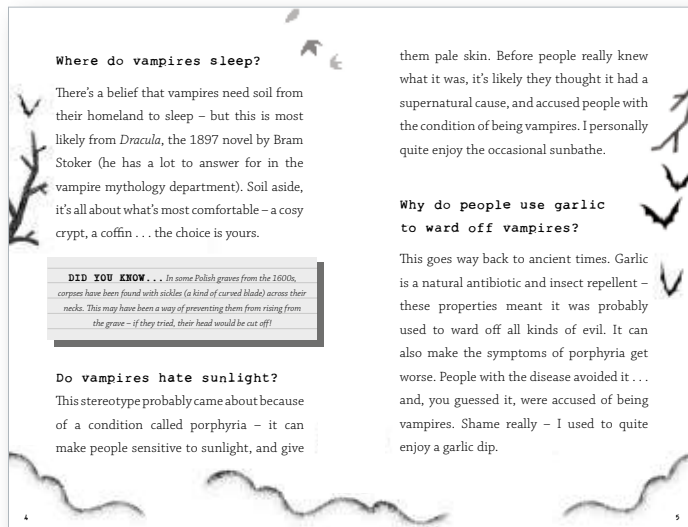 Where do vampires sleep?
There's a belief that vampires need soil from
their homeland to sleep – but this is most
likely from Dracula, the 1897 novel by Bram
Stoker (he has a lot to answer for in the
vampire mythology department). Soil aside,
it's all about what's most comfortable – a cosy
crypt, a coffin . . . the choice is yours.
DID YOU KNOW... In some Polish graves from the 1600s,
corpses have been found with sickles (a kind of curved blade) across their
necks. This may have been a way of preventing them from rising from
the grave – if they tried, their head would be cut off!
Do vampires hate sunlight?
This stereotype probably came about because
of a condition called porphyria – it can
make people sensitive to sunlight, and give
4
them pale skin. Before people really knew
what it was, it's likely they thought it had a
supernatural cause, and accused people with
the condition of being vampires. I personally
quite enjoy the occasional sunbathe.
Why do people use garlic
to ward off vampires?
This goes way back to ancient times. Garlic
is a natural antibiotic and insect repellent –
these properties meant it was probably
used to ward off all kinds of evil. It can
also make the symptoms of porphyria get
worse. People with the disease avoided it . . .
and, you guessed it, were accused of being
vampires. Shame really – I used to quite
enjoy a garlic dip.
5